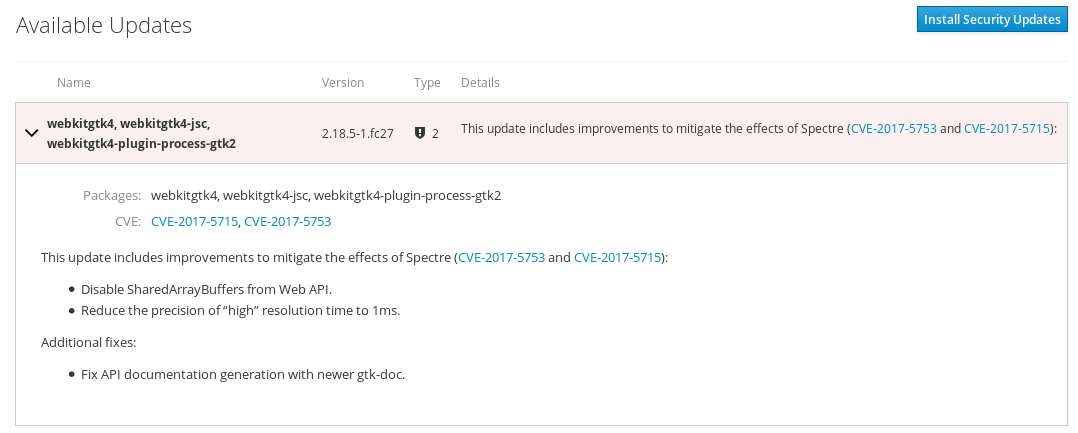 Available Updates
Install Security Updates
Name Version Type Details
webkitgtk4, webkitgtk4-jsc,
webkitgtk4-plugin-process-gtk2
2.18.5-1.fc27 2 This update includes improvements to mitigate the effects of Spectre (CVE-2017-5753 and CVE-2017-5715):
Packages: webkitgtk4, webkitgtk4-jsc, webkitgtk4-plugin-process-gtk2
CVE: CVE-2017-5715, CVE-2017-5753
This update includes improvements to mitigate the effects of Spectre (CVE-2017-5753 and CVE-2017-5715):
• Disable SharedArrayBuffers from Web API.
• Reduce the precision of “high” resolution time to 1ms.
Additional fixes:
• Fix API documentation generation with newer gtk-doc.